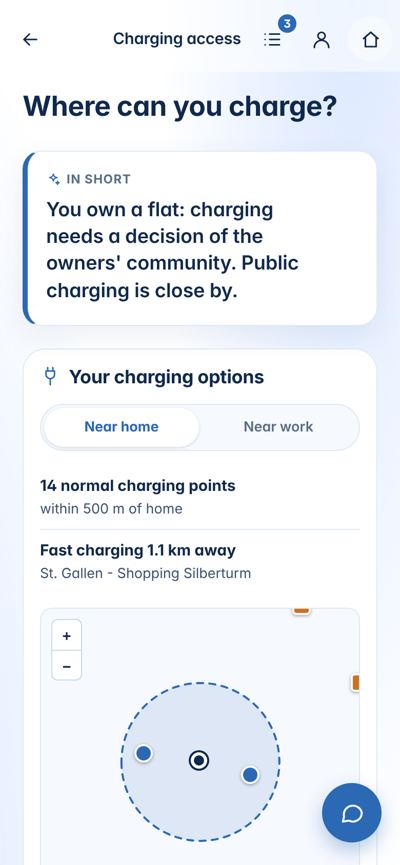 3
Charging access
Where can you charge?
IN SHORT
You own a flat: charging
needs a decision of the
owners' community. Public
charging is close by.
Your charging options
Near home
Near work
14 normal charging points
within 500 m of home
Fast charging 1.1 km away
St. Gallen - Shopping Silberturm
+
−